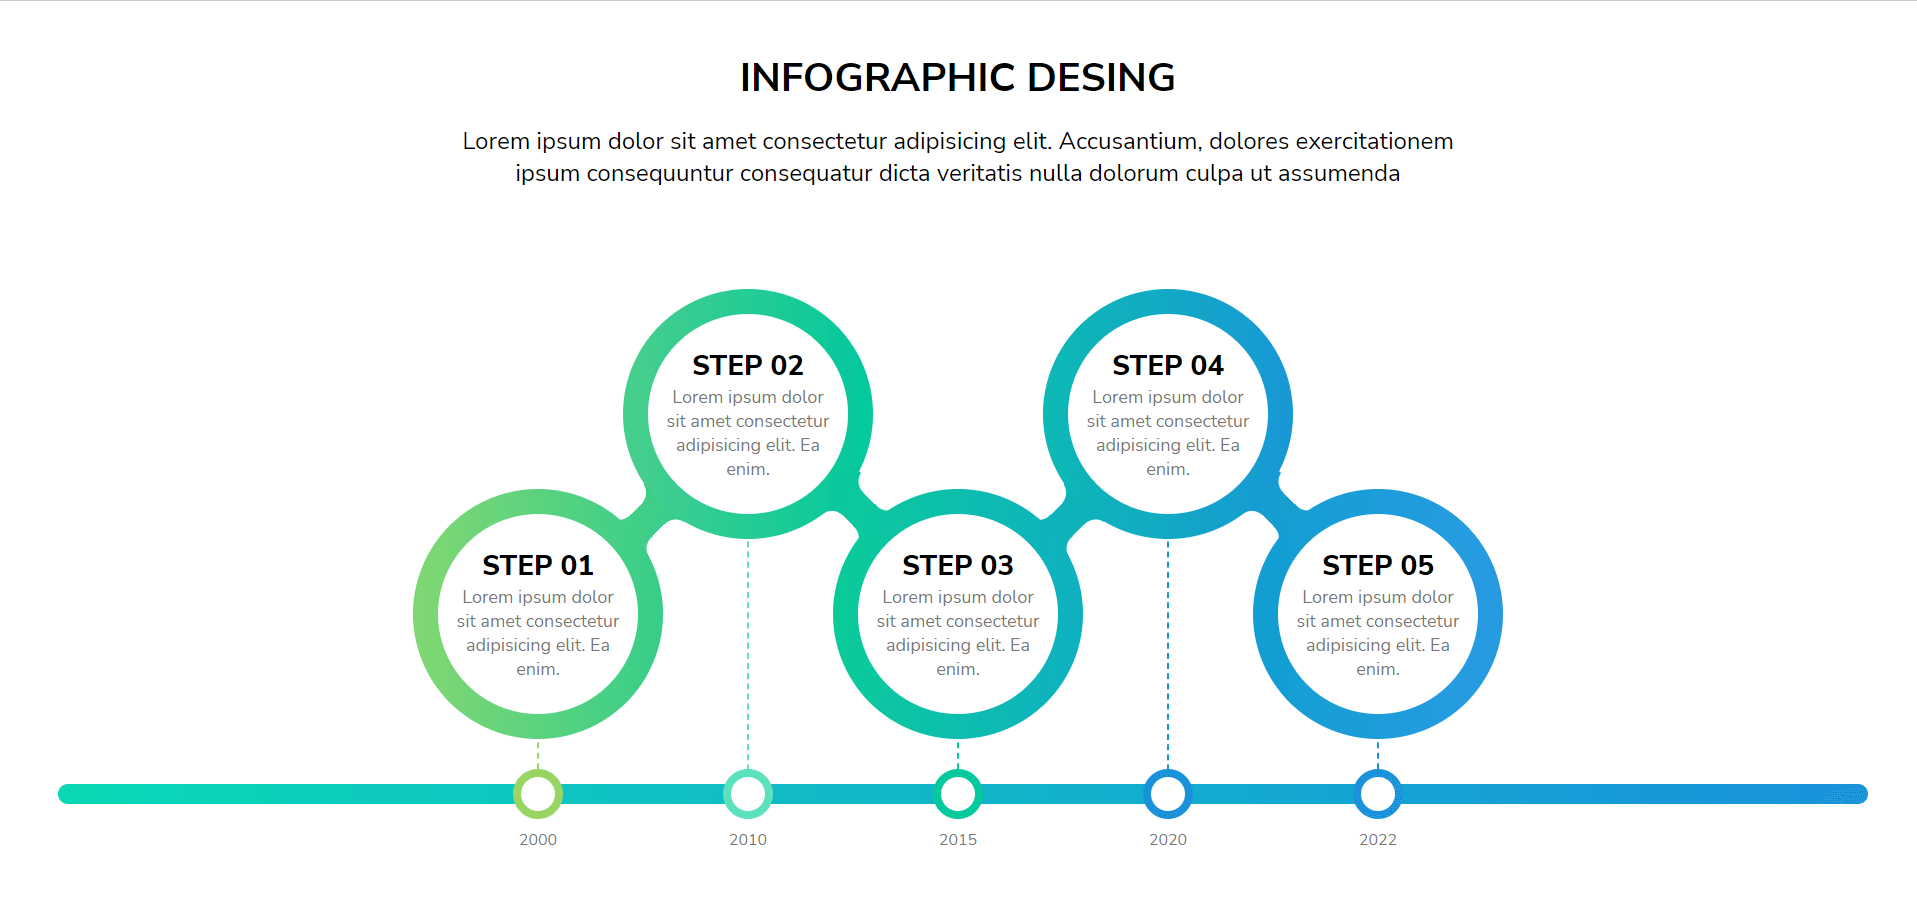 INFOGRAPHIC DESING
Lorem ipsum dolor sit amet consectetur adipisicing elit. Accusantium, dolores exercitationem
ipsum consequuntur consequatur dicta veritatis nulla dolorum culpa ut assumenda
STEP 01
Lorem ipsum dolor
sit amet consectetur
adipisicing elit. Ea
enim.
STEP 02
Lorem ipsum dolor
sit amet consectetur
adipisicing elit. Ea
enim.
STEP 03
Lorem ipsum dolor
sit amet consectetur
adipisicing elit. Ea
enim.
STEP 04
Lorem ipsum dolor
sit amet consectetur
adipisicing elit. Ea
enim.
STEP 05
Lorem ipsum dolor
sit amet consectetur
adipisicing elit. Ea
enim.
2000
2010
2015
2020
2022